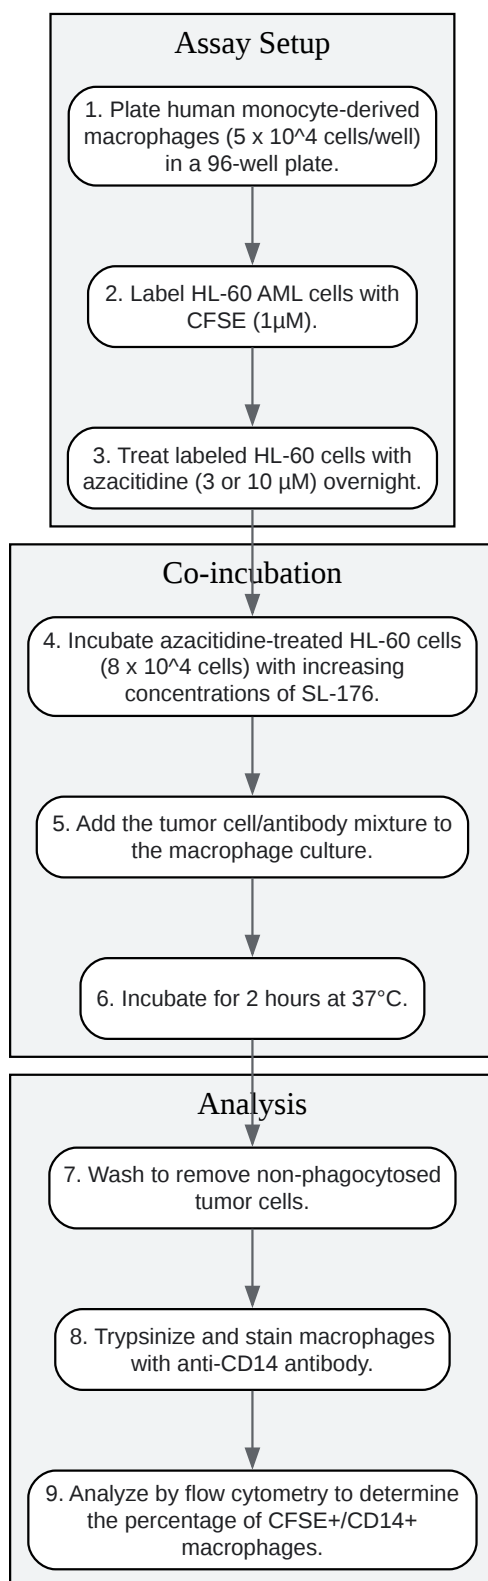 Assay Setup
1. Plate human monocyte-derived
macrophages (5 x 10^4 cells/well)
in a 96-well plate.
2. Label HL-60 AML cells with
CFSE (1μM).
3. Treat labeled HL-60 cells with
azacitidine (3 or 10 μM) overnight.
Co-incubation
4. Incubate azacitidine-treated HL-60 cells
(8 x 10^4 cells) with increasing
concentrations of SL-176.
5. Add the tumor cell/antibody mixture to
the macrophage culture.
6. Incubate for 2 hours at 37°C.
Analysis
7. Wash to remove non-phagocytosed
tumor cells.
8. Trypsinize and stain macrophages
with anti-CD14 antibody.
9. Analyze by flow cytometry to determine
the percentage of CFSE+/CD14+
macrophages.